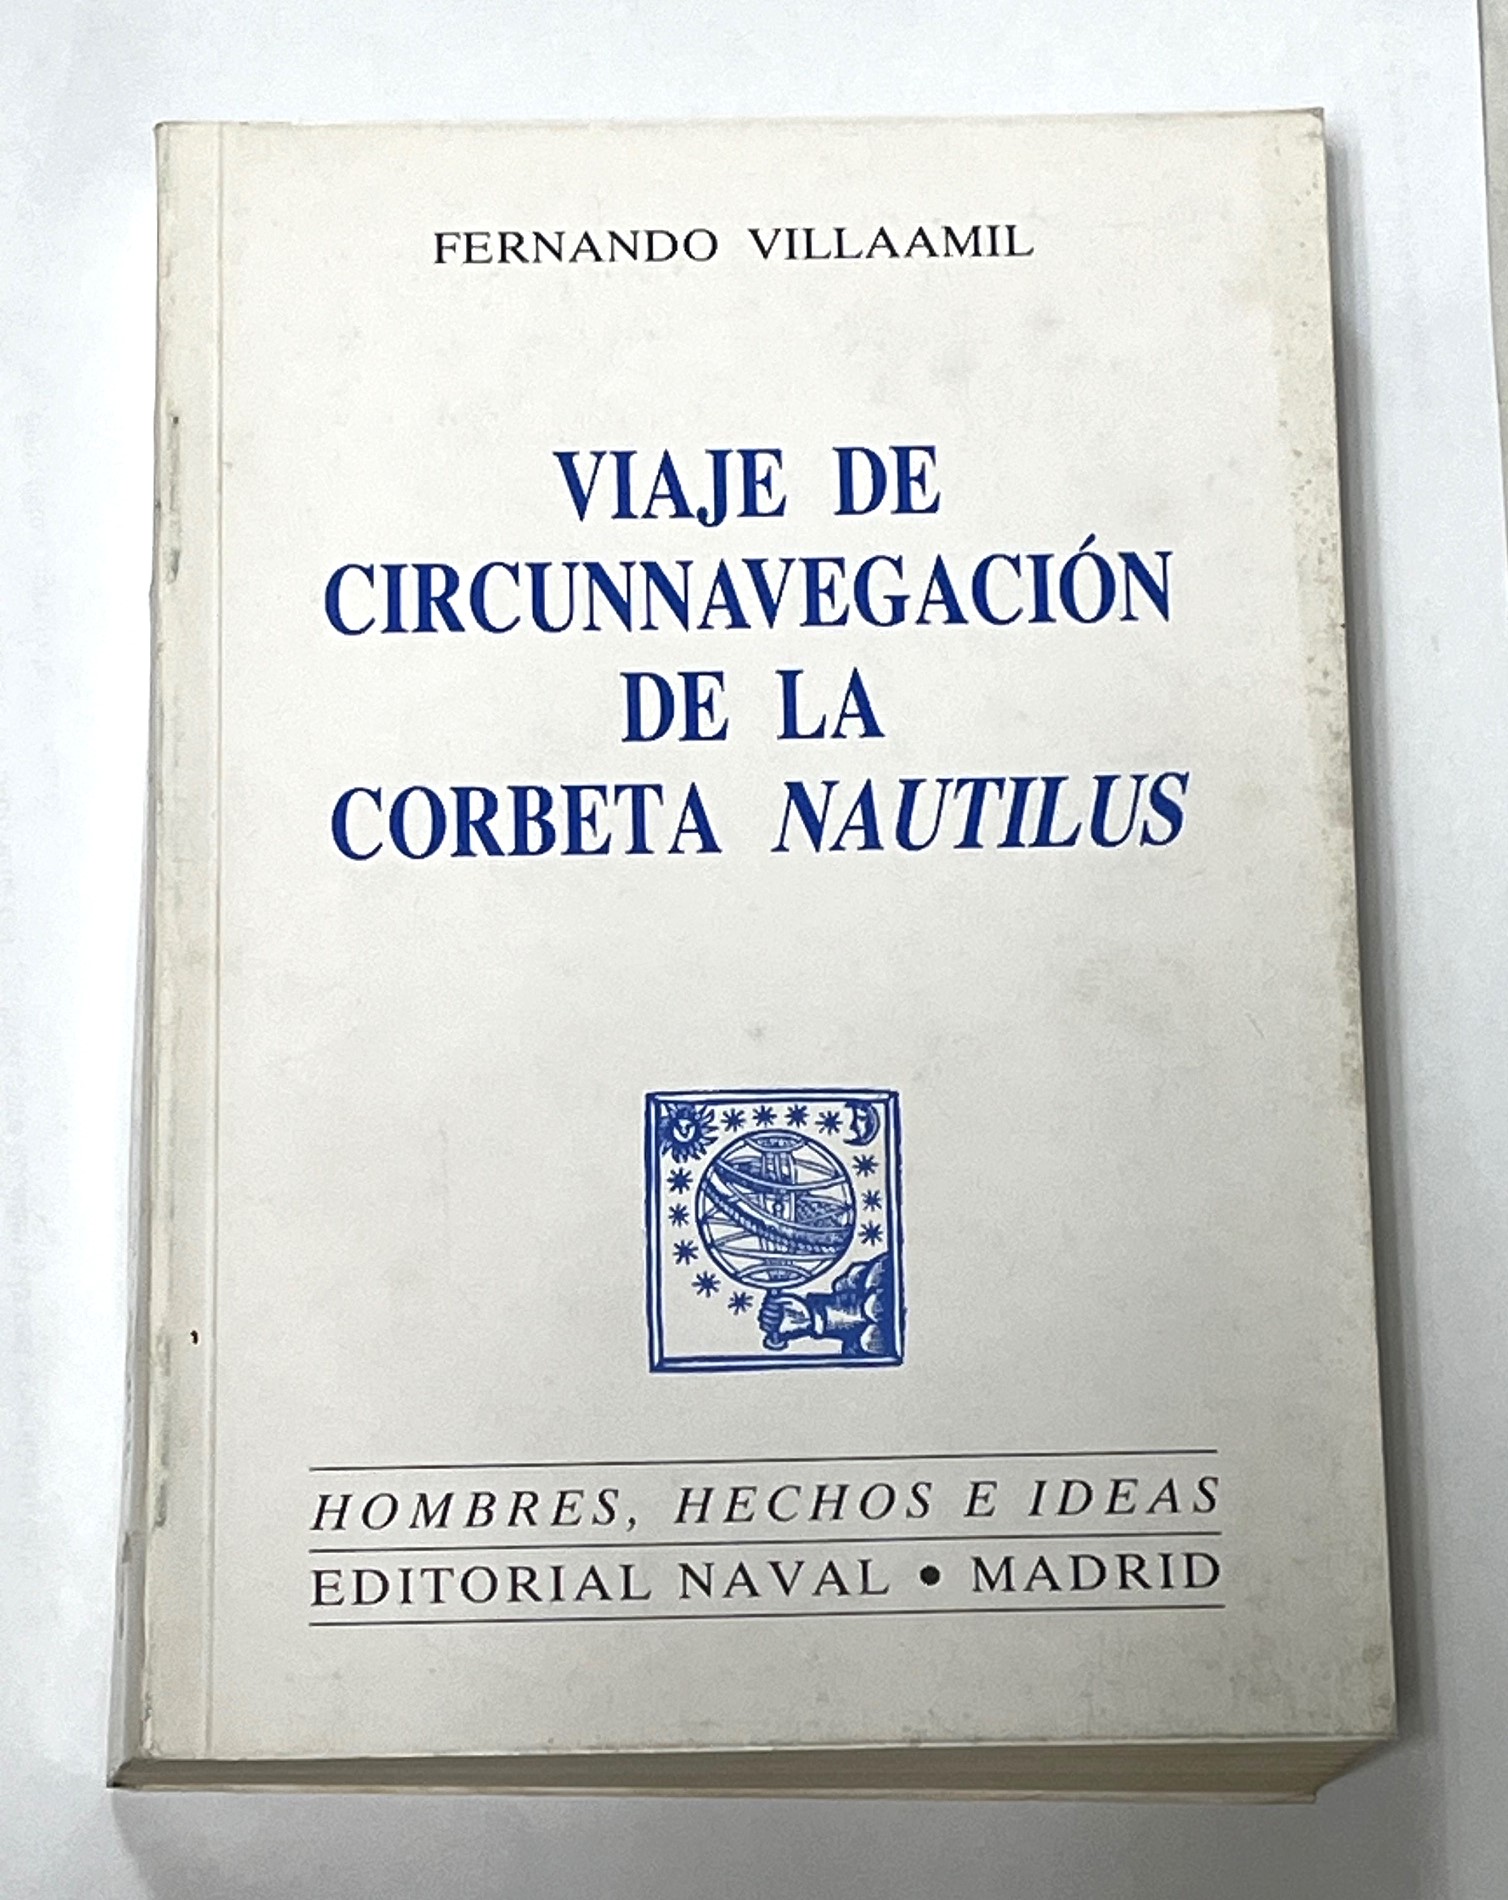 FERNANDO VILLAAMIL
VIAJE DE
CIRCUNNAVEGACIÓN
DE LA
CORBETA NAUTILUS
HOMBRES, HECHOS E IDEAS
EDITORIAL NAVAL • MADRID